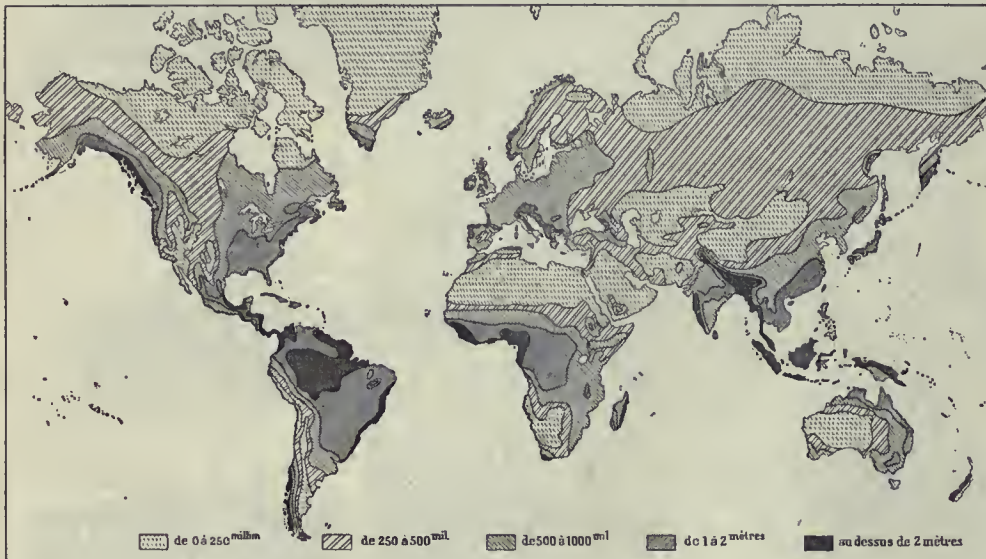 de 0 à 250 millim de 250 à 500 mil. de 500 à 1000 mil de 1 à 2 mètres au dessus de 2 mètres